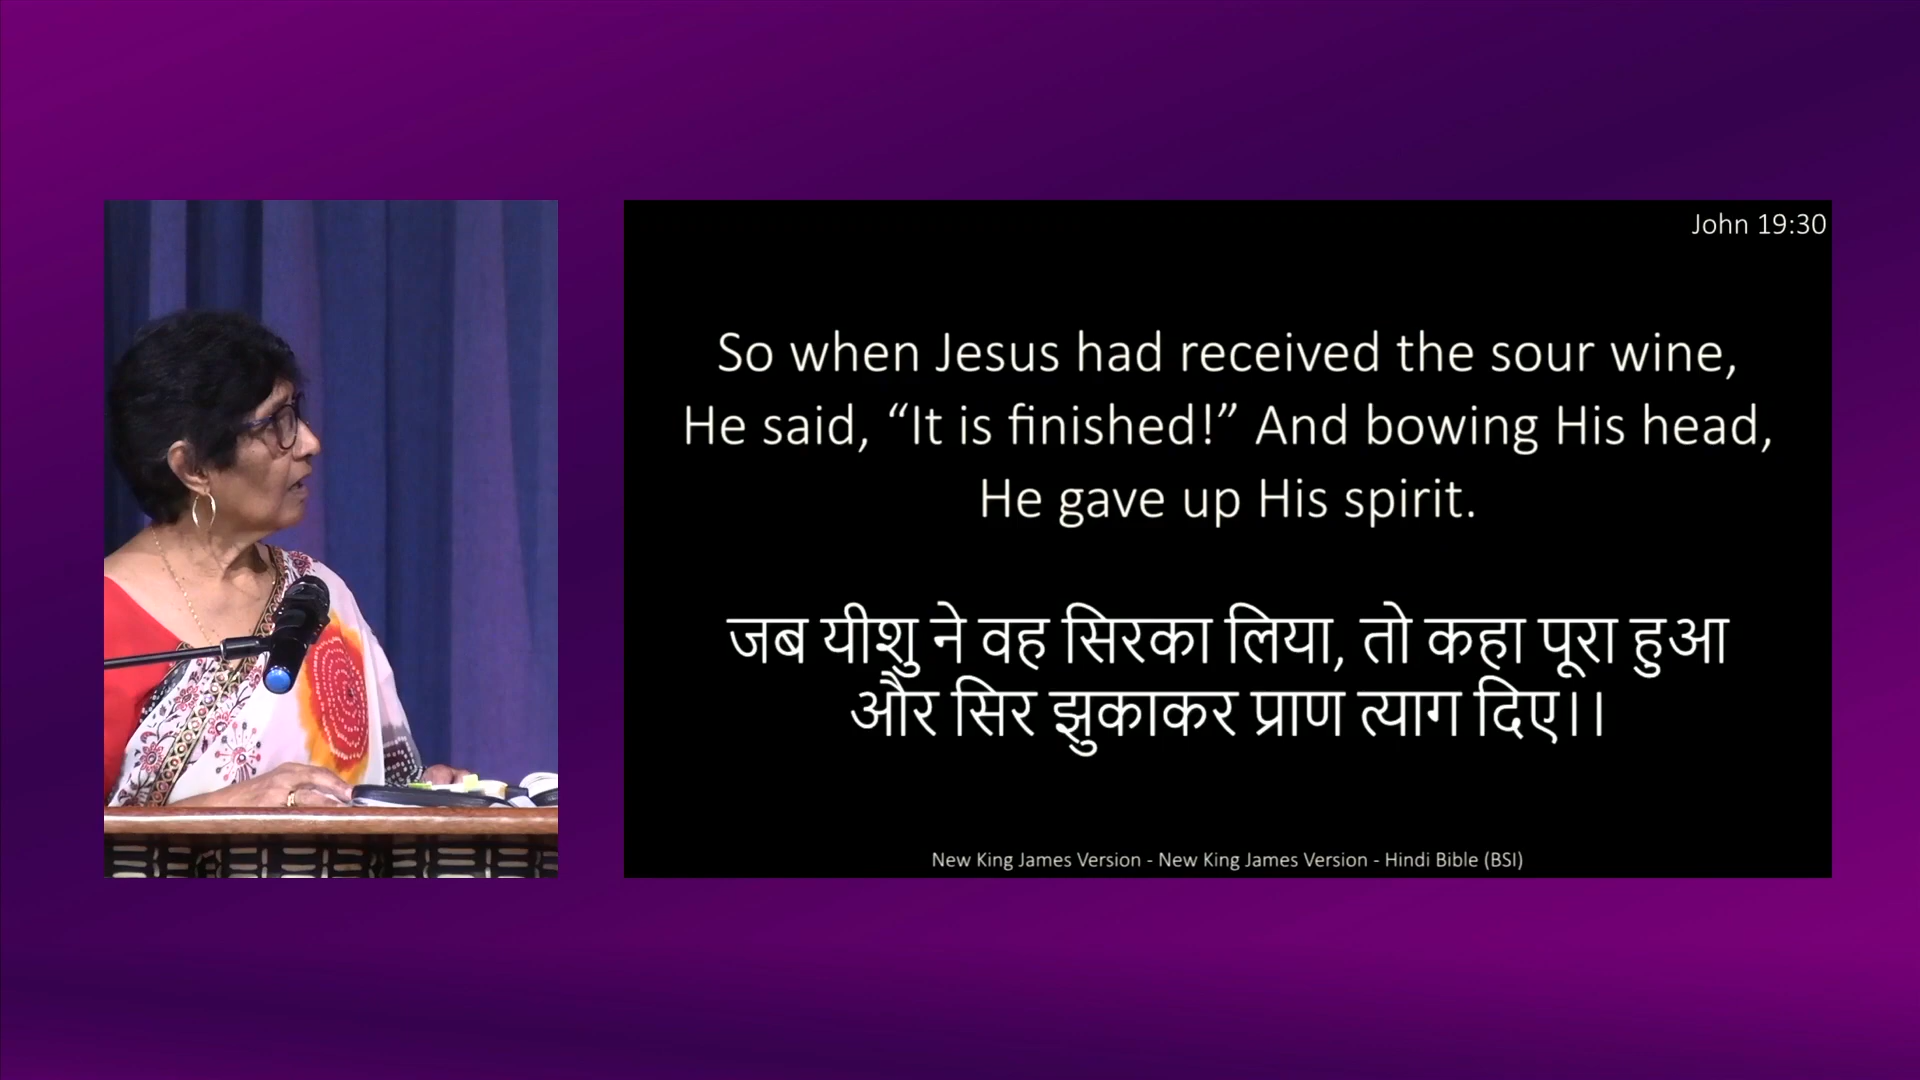 John 19:30
So when Jesus had received the sour wine,
He said, “It is finished!” And bowing His head,
He gave up His spirit.
जब यीशु ने वह सिरका लिया, तो कहा पूरा हुआ
और सिर झुकाकर प्राण त्याग दिए।।
New King James Version - New King James Version - Hindi Bible (BSI)